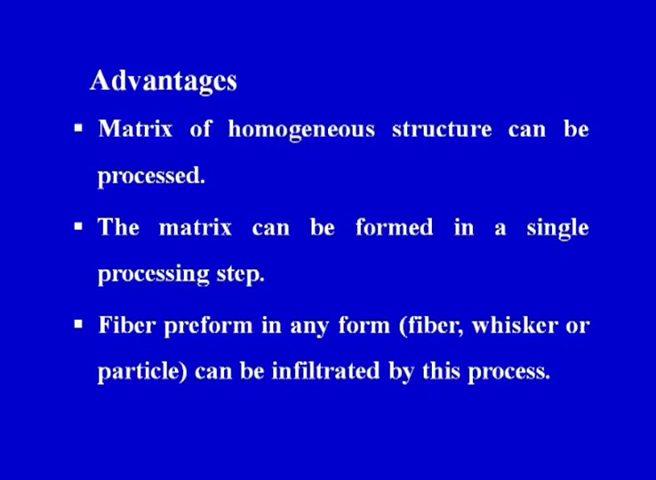 Advantages
▪ Matrix of homogeneous structure can be
processed.
▪ The matrix can be formed in a single
processing step.
▪ Fiber preform in any form (fiber, whisker or
particle) can be infiltrated by this process.